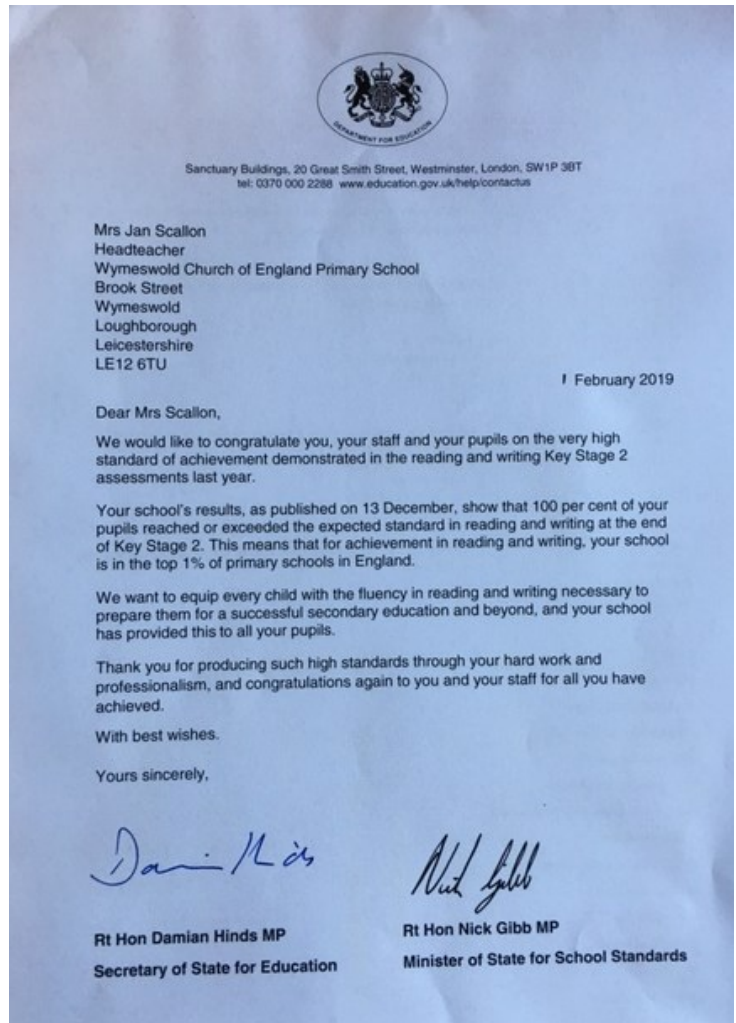 DEPARTMENT FOR EDUCATION
Sanctuary Buildings, 20 Great Smith Street, Westminster, London, SW1P 3BT
tel: 0370 000 2288 www.education.gov.uk/help/contactus
Mrs Jan Scallon
Headteacher
Wymeswold Church of England Primary School
Brook Street
Wymeswold
Loughborough
Leicestershire
LE12 6TU
1 February 2019
Dear Mrs Scallon,
We would like to congratulate you, your staff and your pupils on the very high
standard of achievement demonstrated in the reading and writing Key Stage 2
assessments last year.
Your school's results, as published on 13 December, show that 100 per cent of your
pupils reached or exceeded the expected standard in reading and writing at the end
of Key Stage 2. This means that for achievement in reading and writing, your school
is in the top 1% of primary schools in England.
We want to equip every child with the fluency in reading and writing necessary to
prepare them for a successful secondary education and beyond, and your school
has provided this to all your pupils.
Thank you for producing such high standards through your hard work and
professionalism, and congratulations again to you and your staff for all you have
achieved.
With best wishes.
Yours sincerely,
Damian Hinds
Nick Gibb
Rt Hon Damian Hinds MP
Secretary of State for Education
Rt Hon Nick Gibb MP
Minister of State for School Standards